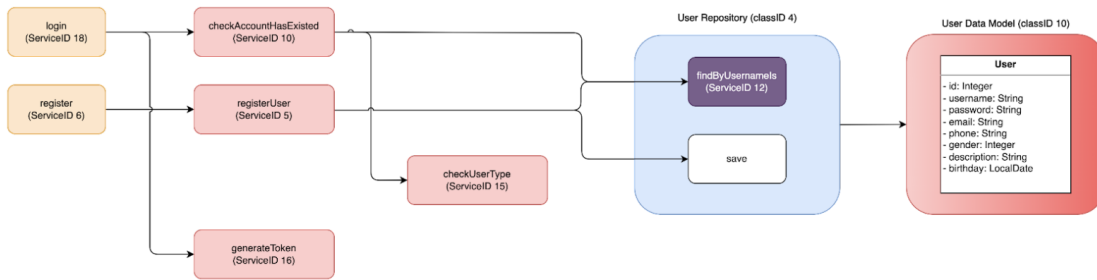 login
(ServiceID 18)
checkAccountHasExisted
(ServiceID 10)
register
(ServiceID 6)
registerUser
(ServiceID 5)
checkUserType
(ServiceID 15)
generateToken
(ServiceID 16)
User Repository (classID 4)
findByUsernameIs
(ServiceID 12)
save
User Data Model (classID 10)
User
- id: Integer
- username: String
- password: String
- email: String
- phone: String
- gender: Integer
- description: String
- birthday: LocalDate